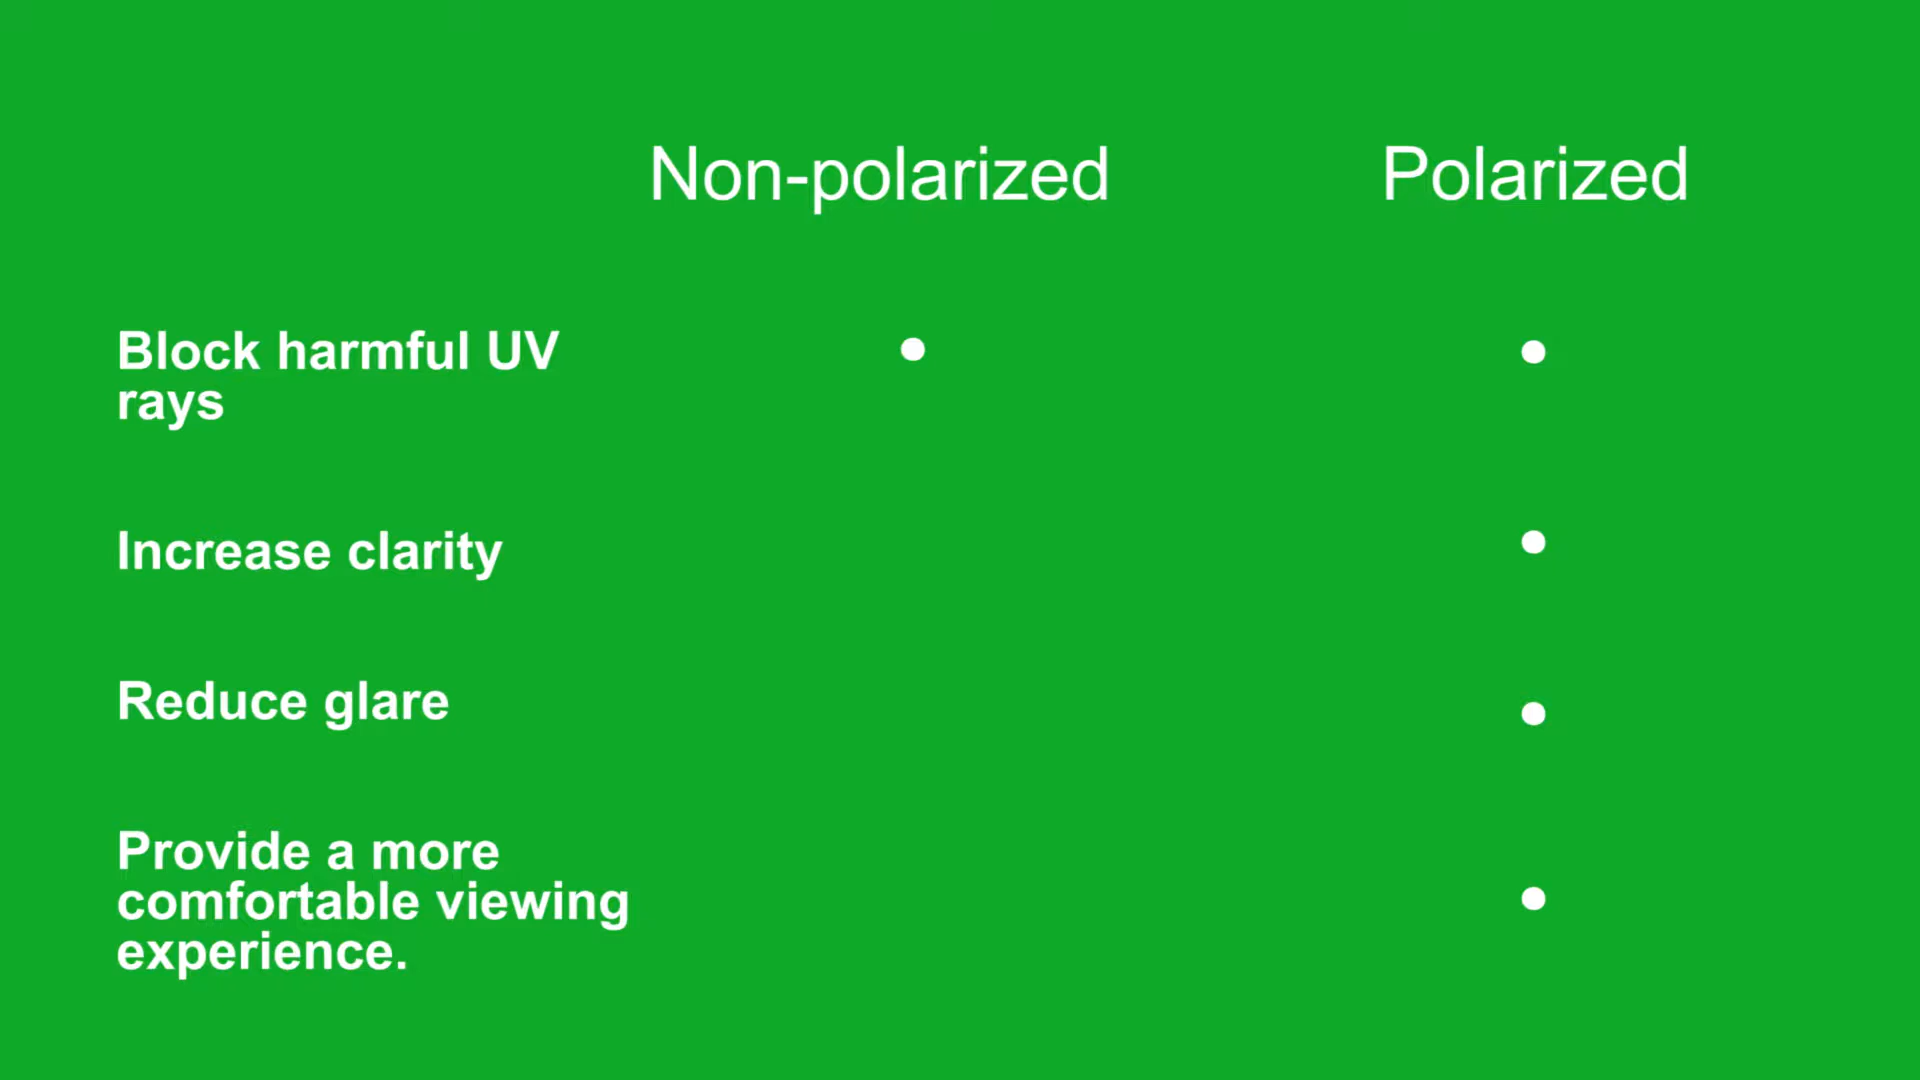 Non-polarized Polarized
Block harmful UV
rays
Increase clarity
Reduce glare
Provide a more
comfortable viewing
experience.